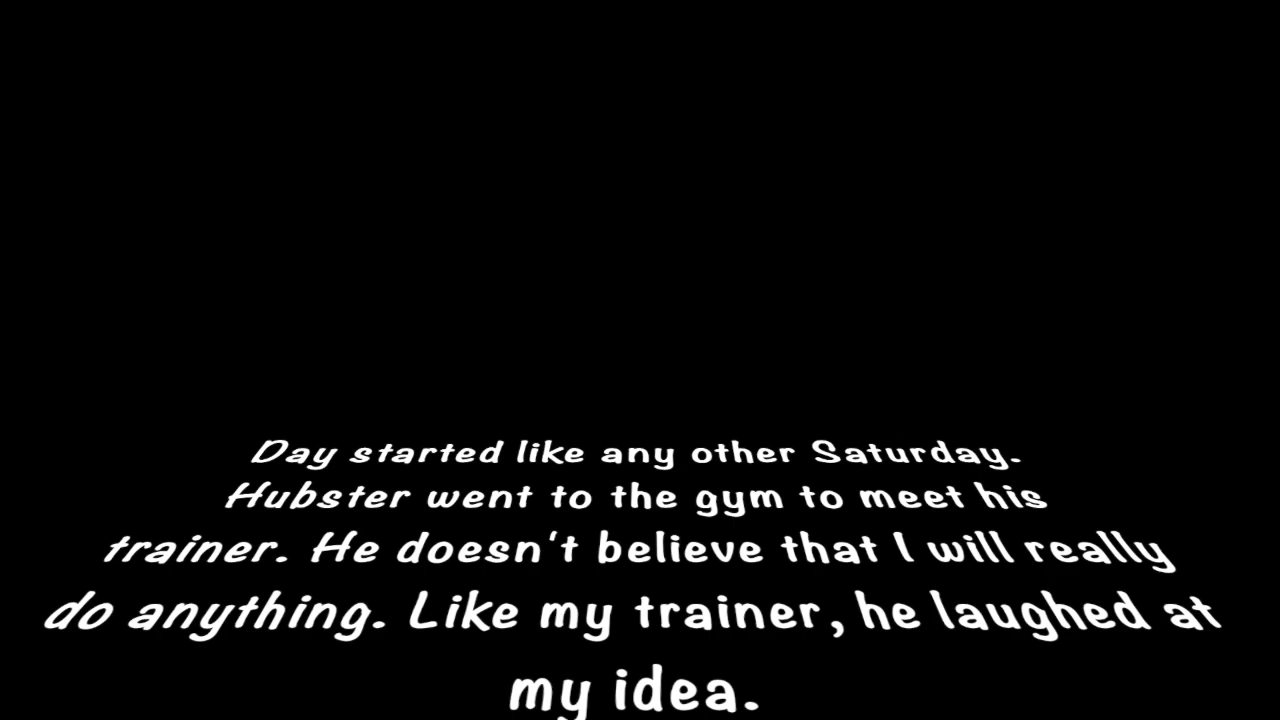 Day started like any other Saturday.
Hubster went to the gym to meet his
trainer. He doesn't believe that I will really
do anything. Like my trainer, he laughed at
my idea.